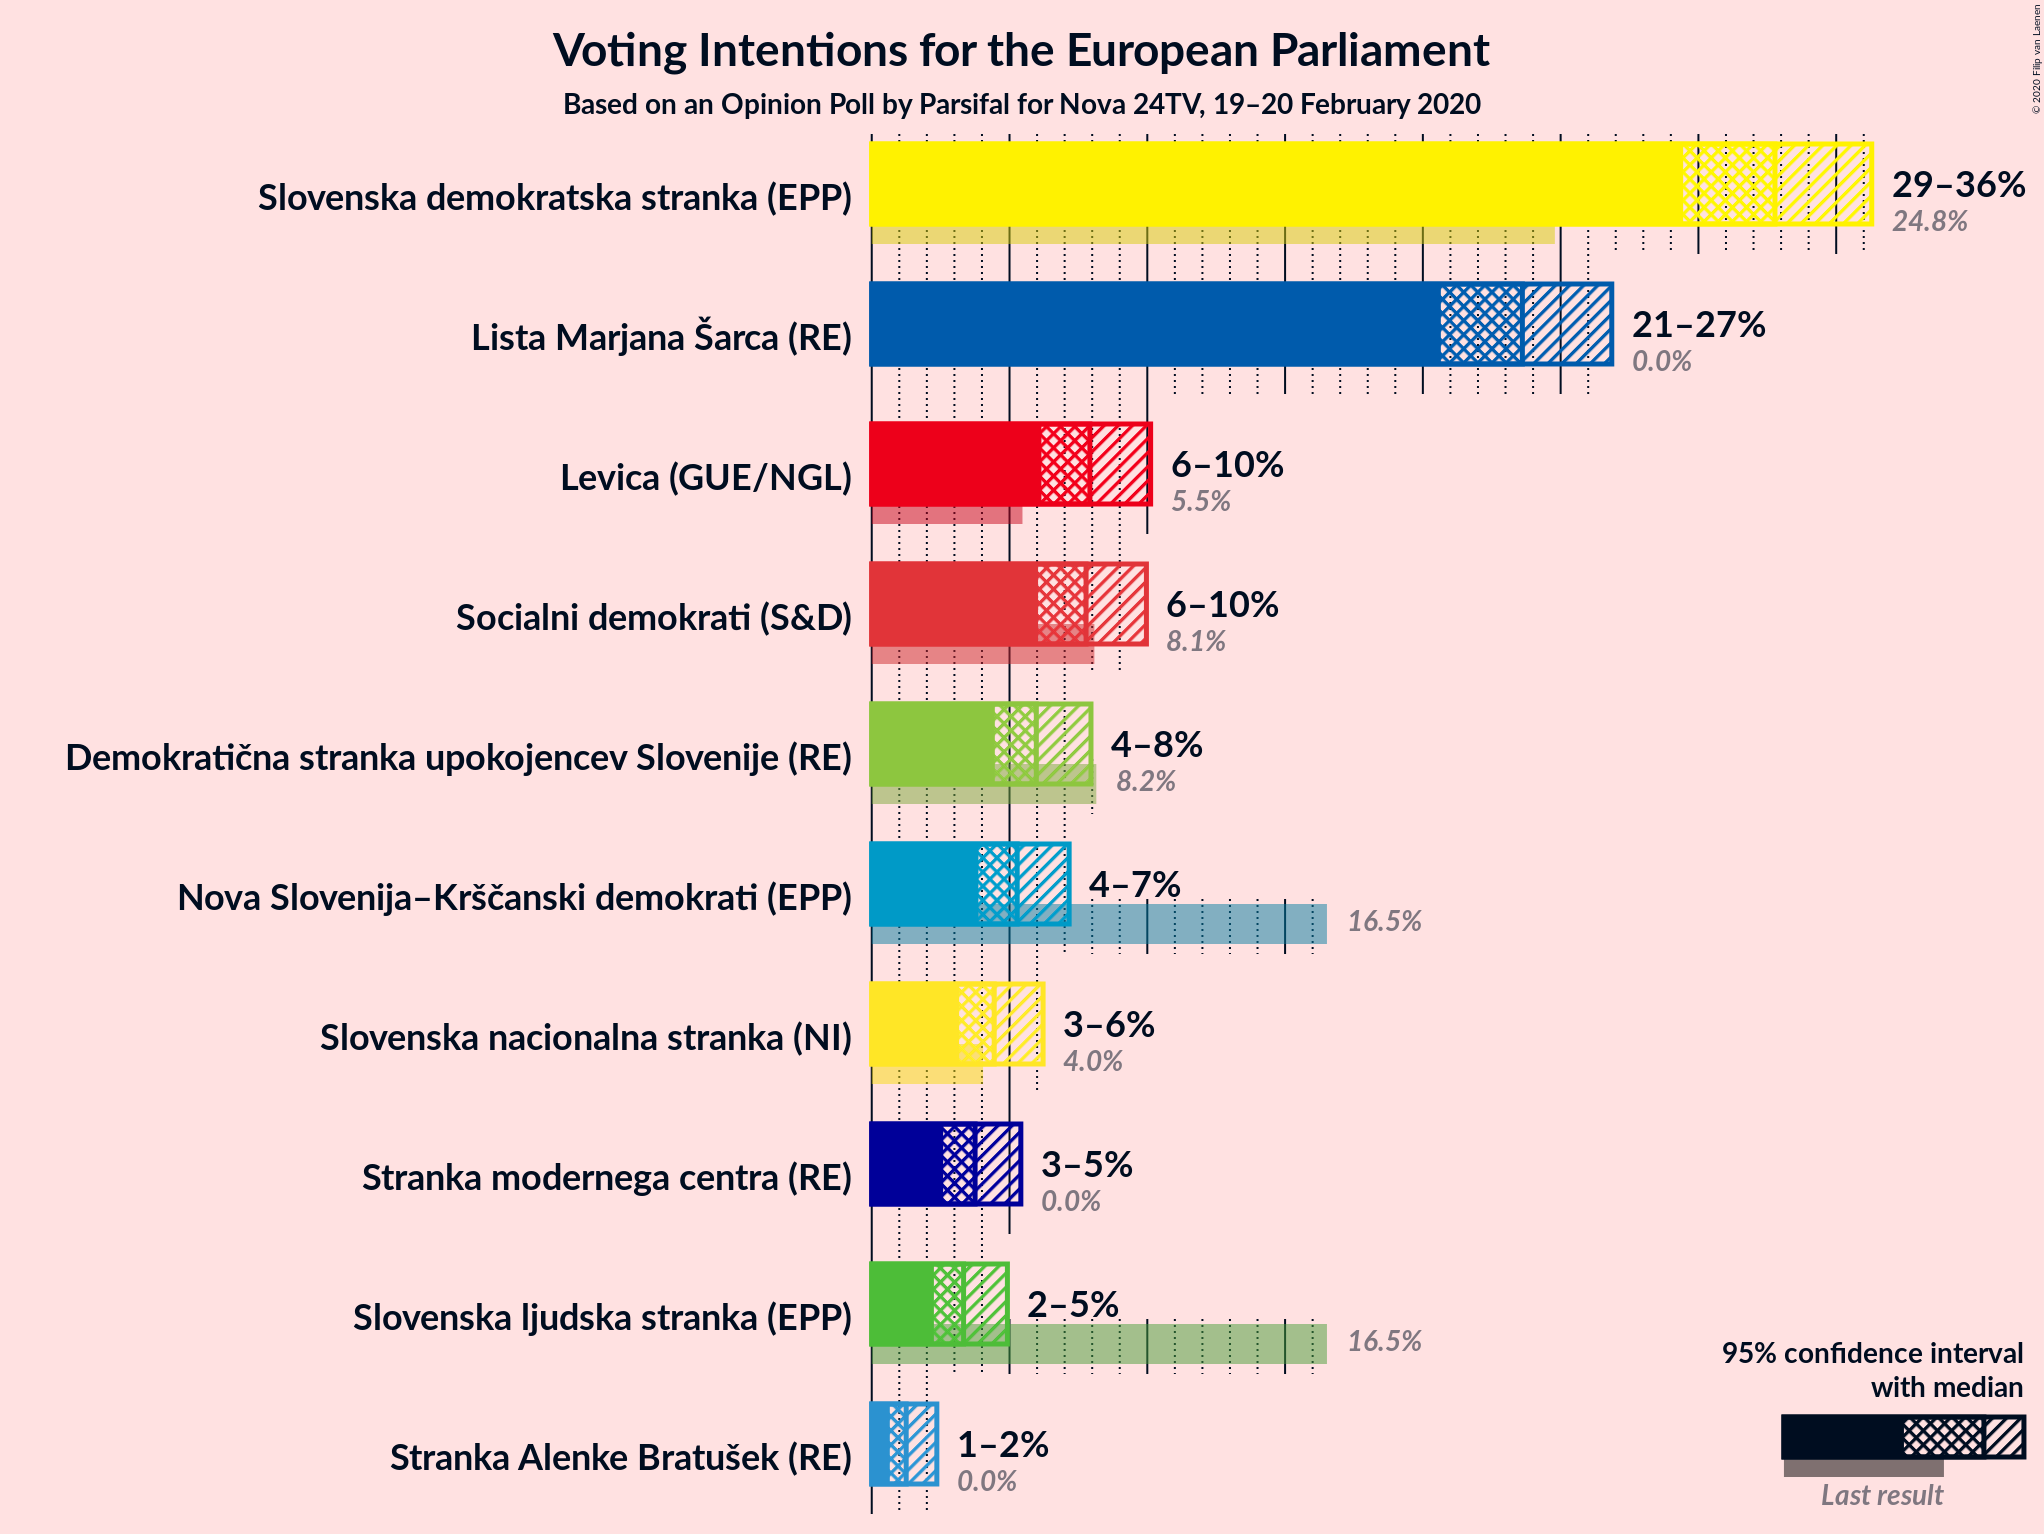 Voting Intentions for the European Parliament
Based on an Opinion Poll by Parsifal for Nova 24TV, 19–20 February 2020
© 2020 Filip van Laenen
Slovenska demokratska stranka (EPP)
29–36%
24.8%
Lista Marjana Šarca (RE)
21–27%
0.0%
Levica (GUE/NGL)
6–10%
5.5%
Socialni demokrati (S&D)
6–10%
8.1%
Demokratična stranka upokojencev Slovenije (RE)
4–8%
8.2%
Nova Slovenija–Krščanski demokrati (EPP)
4–7%
16.5%
Slovenska nacionalna stranka (NI)
3–6%
4.0%
Stranka modernega centra (RE)
3–5%
0.0%
Slovenska ljudska stranka (EPP)
2–5%
16.5%
Stranka Alenke Bratušek (RE)
1–2%
0.0%
95% confidence interval
with median
Last result